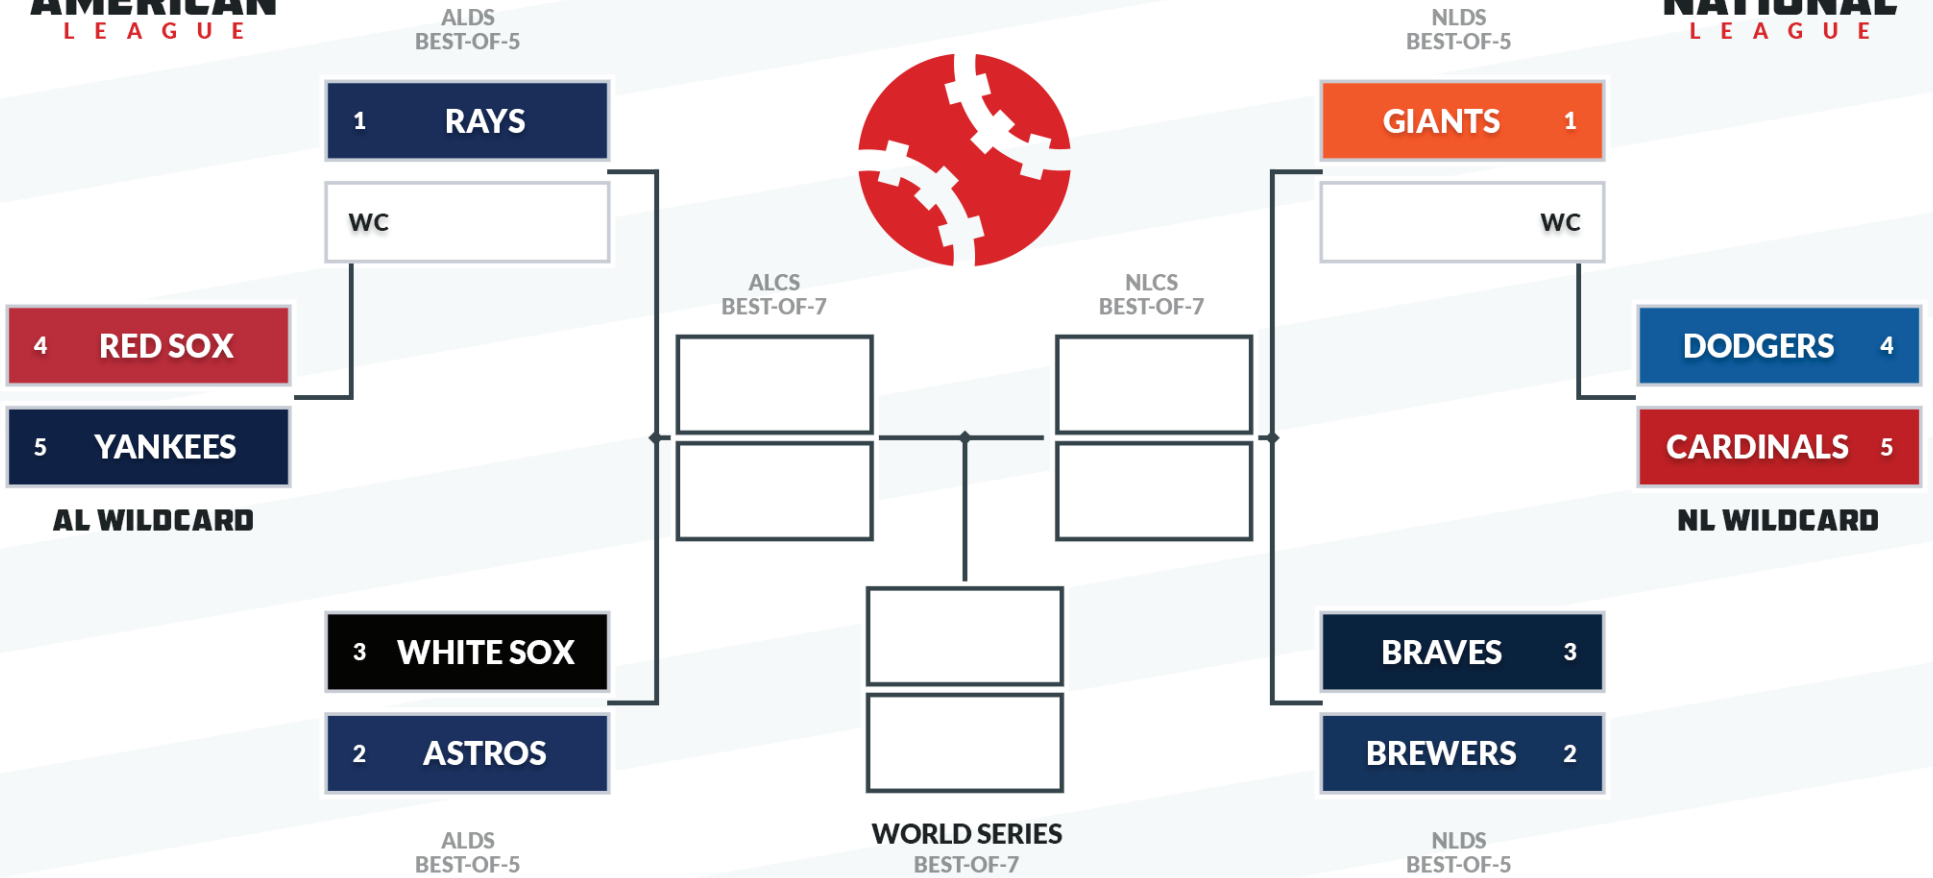 AMERICAN
LEAGUE
ALDS
BEST-OF-5
1 RAYS
WC
4 RED SOX
5 YANKEES
AL WILDCARD
3 WHITE SOX
2 ASTROS
ALDS
BEST-OF-5
ALCS
BEST-OF-7
NLCS
BEST-OF-7
WORLD SERIES
BEST-OF-7
NATIONAL
LEAGUE
NLDS
BEST-OF-5
GIANTS 1
WC
DODGERS 4
CARDINALS 5
NL WILDCARD
BRAVES 3
BREWERS 2
NLDS
BEST-OF-5